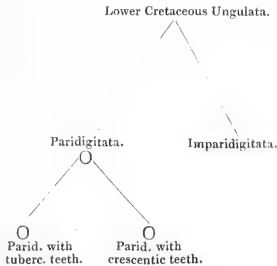 Lower Cretaceous Ungulata.
Paridigitata.
Imparidigitata.
Parid. with
tuberc. teeth.
Parid. with
crescentic teeth.